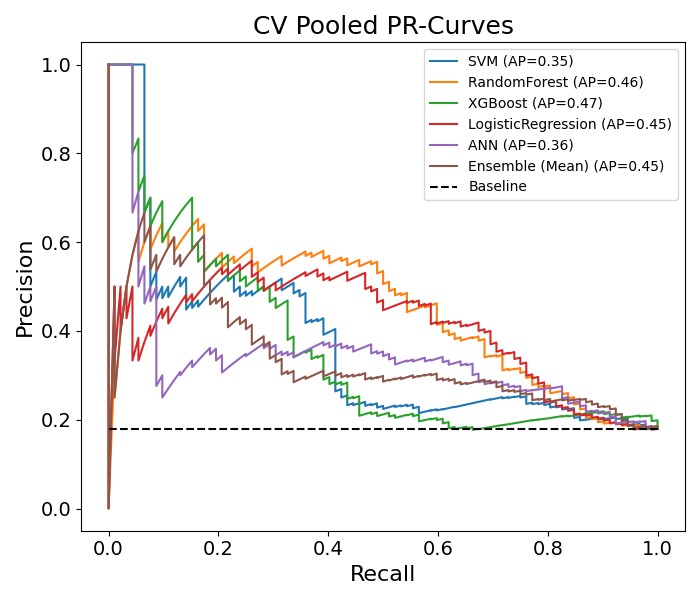 CV Pooled PR-Curves
SVM (AP=0.35)
RandomForest (AP=0.46)
XGBoost (AP=0.47)
LogisticRegression (AP=0.45)
ANN (AP=0.36)
Ensemble (Mean) (AP=0.45)
Baseline
Precision
1.0
0.8
0.6
0.4
0.2
0.0
0.0 0.2 0.4 0.6 0.8 1.0
Recall